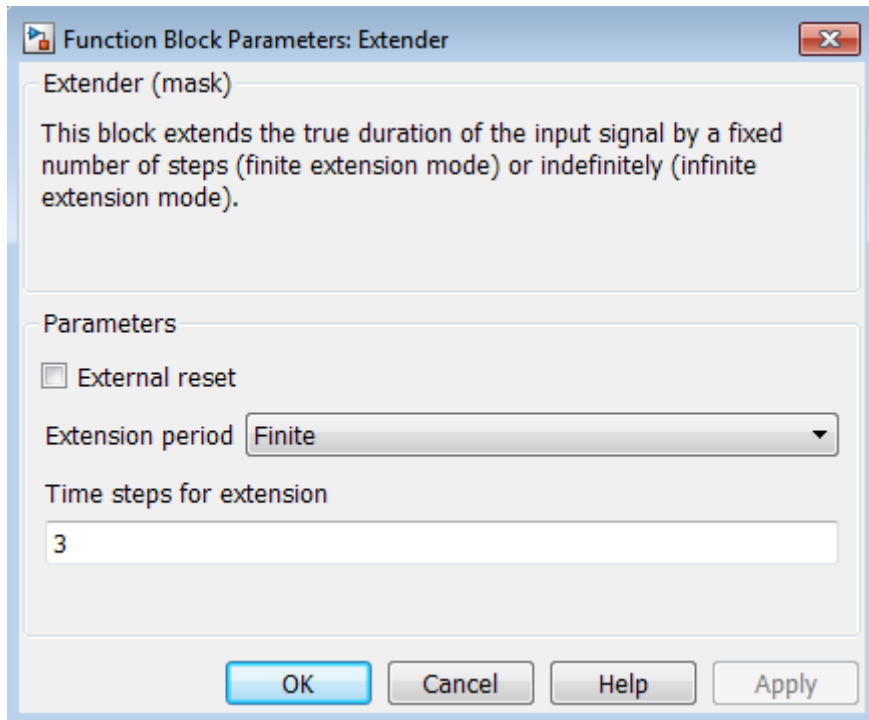 Function Block Parameters: Extender
Extender (mask)
This block extends the true duration of the input signal by a fixed
number of steps (finite extension mode) or indefinitely (infinite
extension mode).
Parameters
External reset
Extension period Finite
Time steps for extension
3
OK Cancel Help Apply